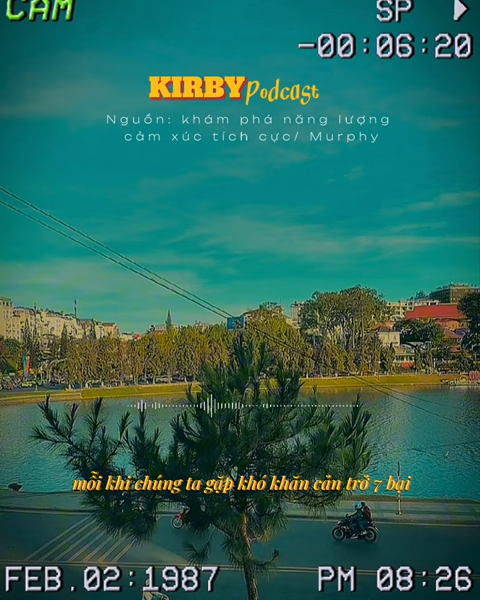 CAM
SP
-00:06:20
KIRBY Podcast
Nguồn: khám phá năng lượng
cảm xúc tích cực/ Murphy
mỗi khi chúng ta gặp khó khăn cản trở 7 bại
FEB.02:1987
PM 08:26